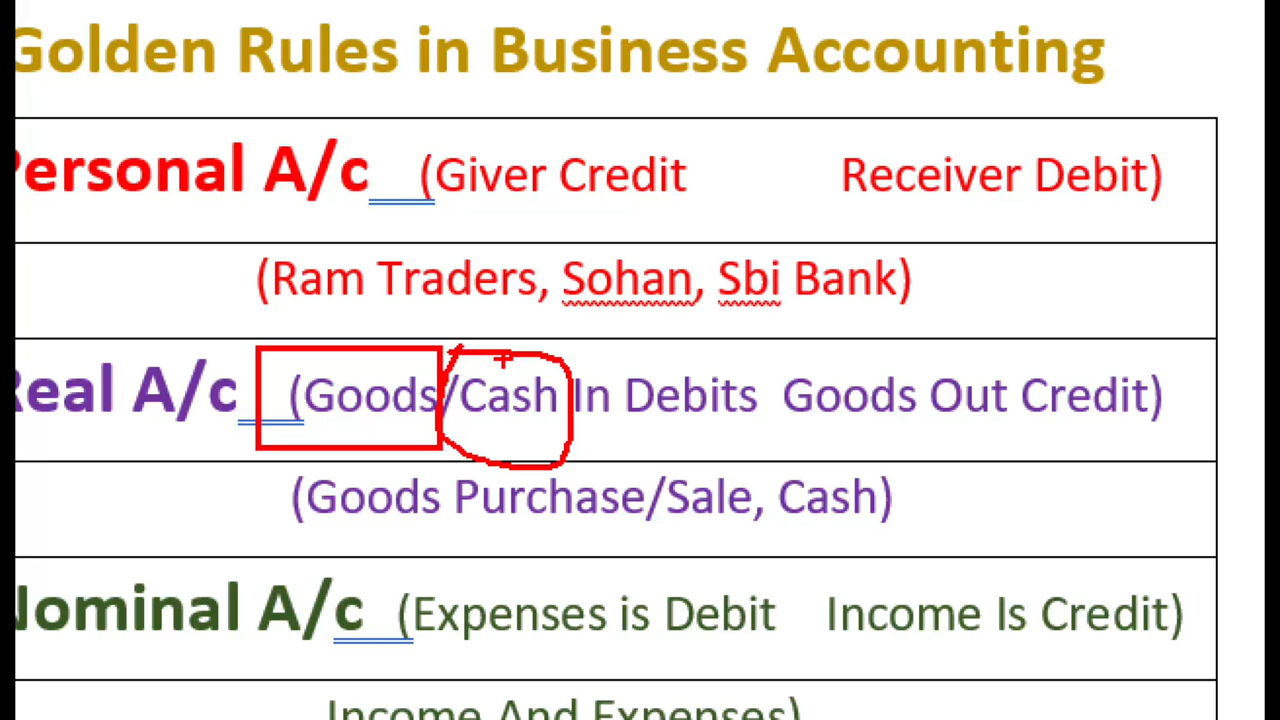 Golden Rules in Business Accounting
Personal A/c (Giver Credit Receiver Debit)
(Ram Traders, Sohan, Sbi Bank)
Real A/c (Goods/Cash In Debits Goods Out Credit)
(Goods Purchase/Sale, Cash)
Nominal A/c (Expenses is Debit Income Is Credit)
Income And Expenses)